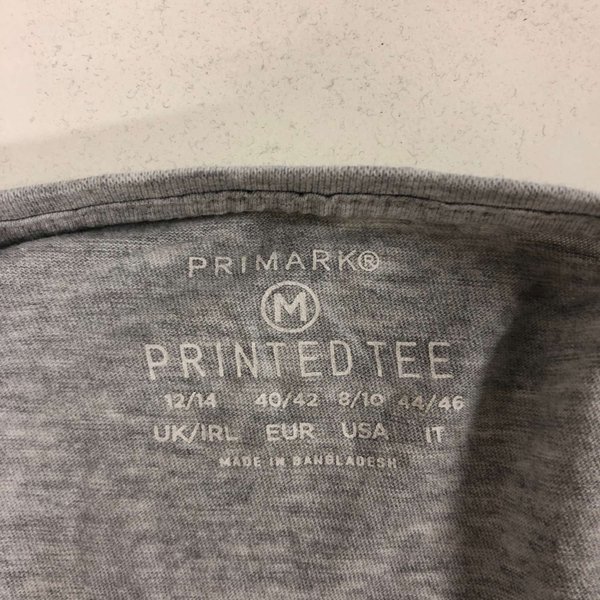 PRIMARK®
M
PRINTED TEE
12/14 40/42 8/10 44/46
UK/IRL EUR USA IT
MADE IN BANGLADESH